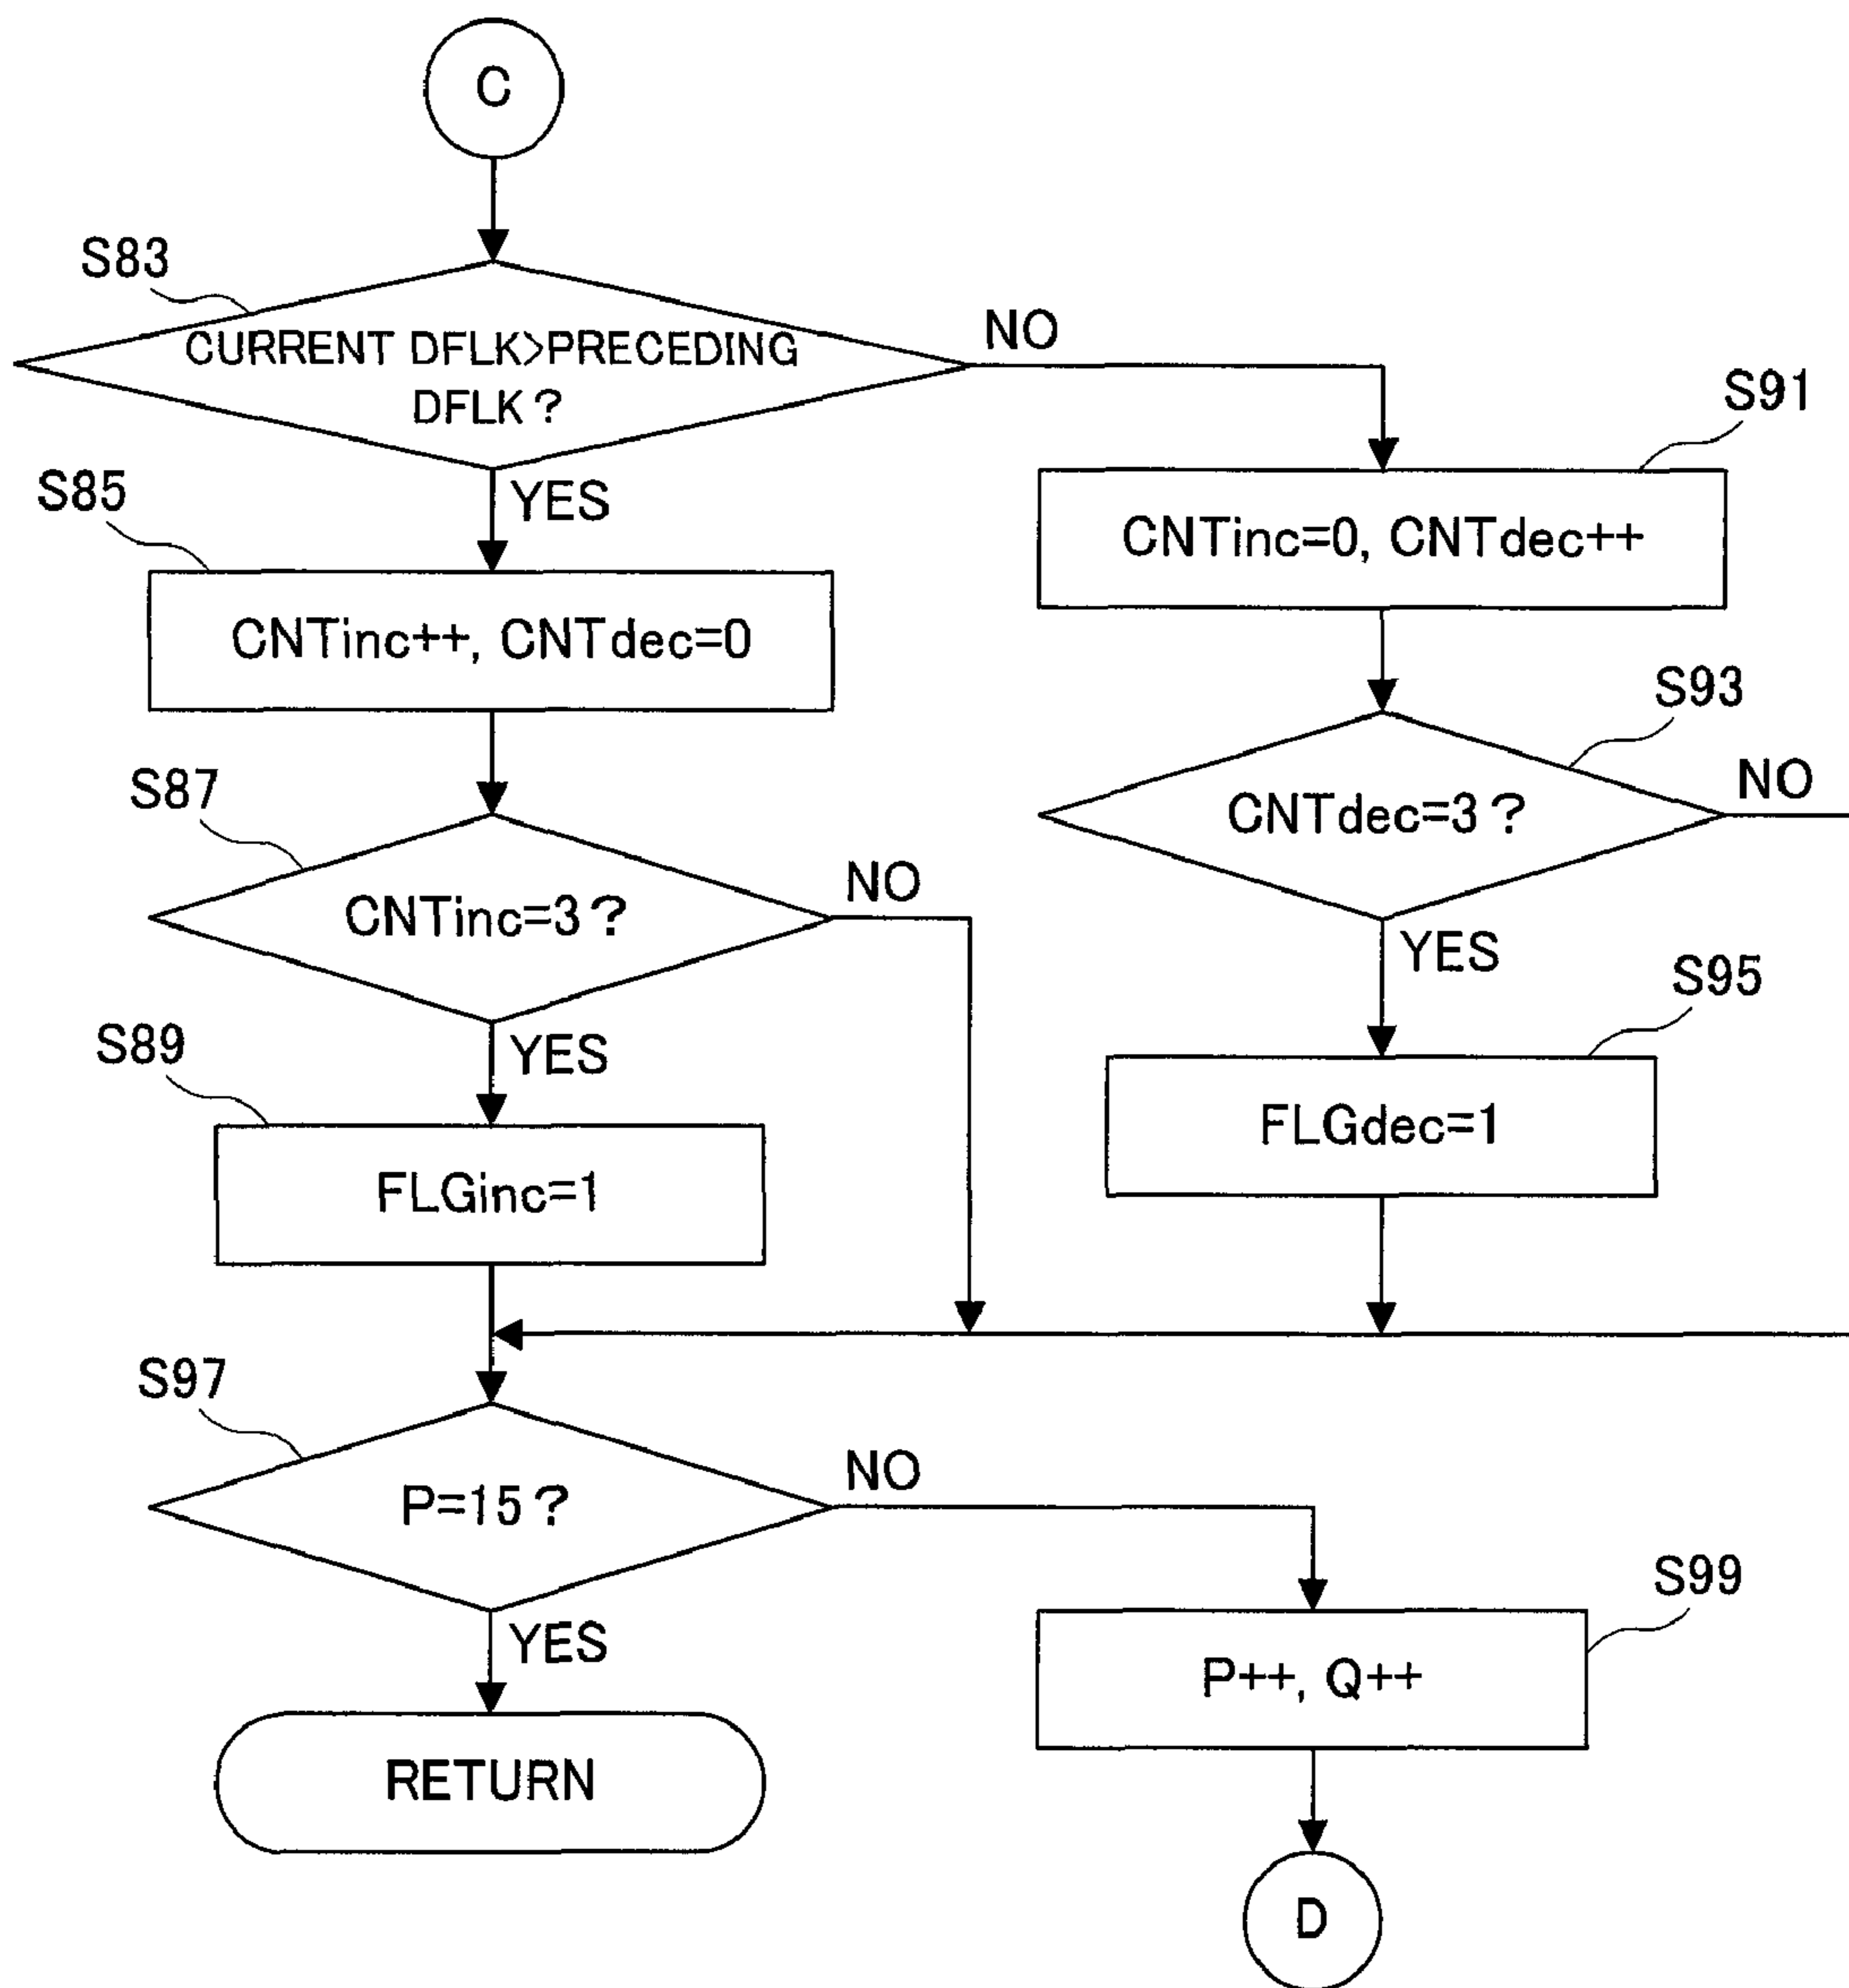 C
S83
CURRENT DFLK>PRECEDING
DFLK?
NO
S91
S85
YES
CNTinc=0, CNTdec++
CNTinc++, CNTdec=0
S93
S87
CNTdec=3?
NO
CNTinc=3?
NO
YES
S95
S89
YES
FLGdec=1
FLGinc=1
S97
P=15?
NO
S99
YES
P++, Q++
RETURN
D